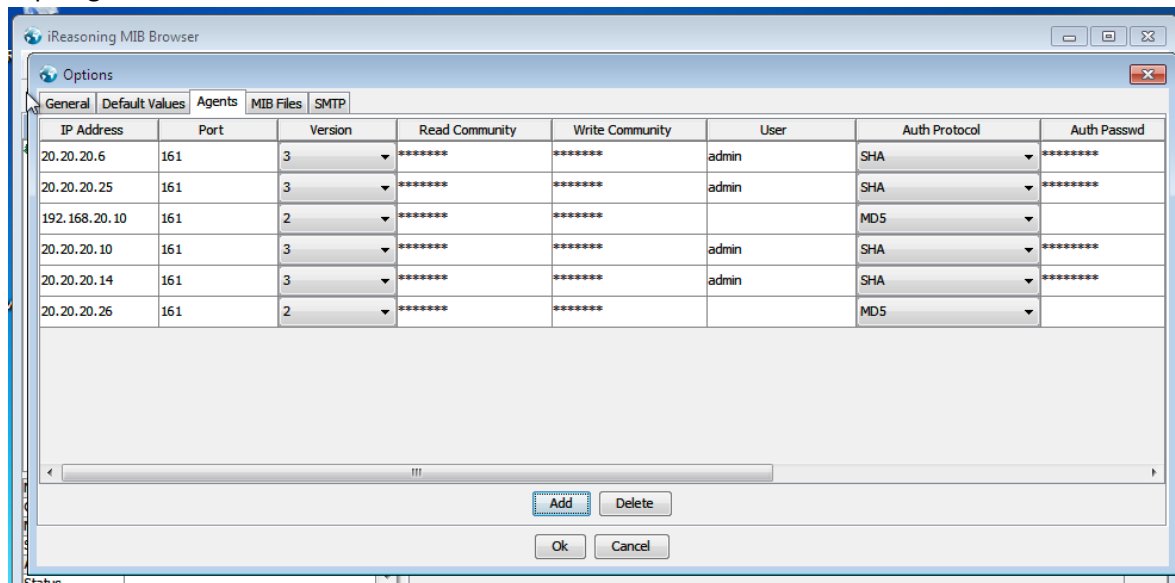 iReasoning MIB Browser
Options
General Default Values Agents MIB Files SMTP
IP Address Port Version Read Community Write Community User Auth Protocol Auth Passwd
20.20.20.6 161 3 ******* ******* admin SHA ********
20.20.20.25 161 3 ******* ******* admin SHA ********
192.168.20.10 161 2 ******* ******* MD5
20.20.20.10 161 3 ******* ******* admin SHA ********
20.20.20.14 161 3 ******* ******* admin SHA ********
20.20.20.26 161 2 ******* ******* MD5
Add Delete
Ok Cancel